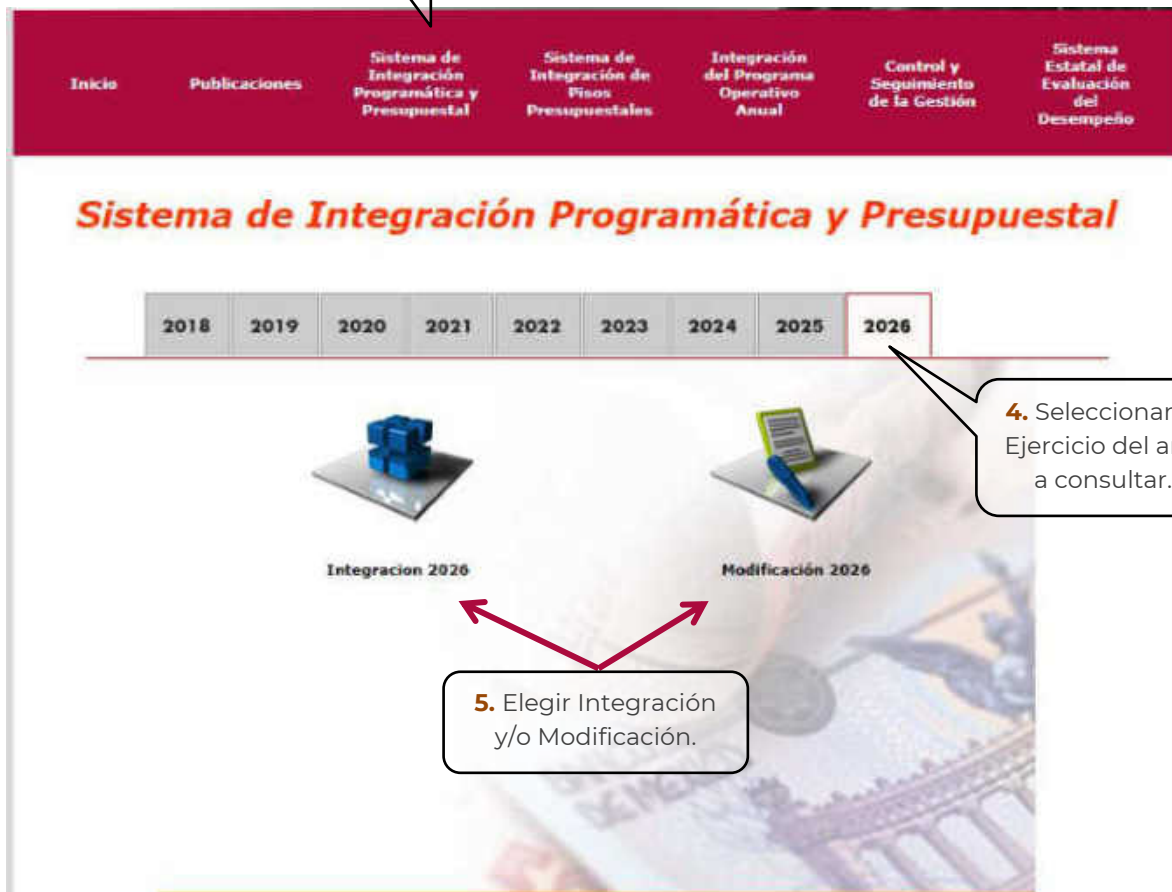 Inicio
Publicaciones
Sistema de
Integración
Programática y
Presupuestal
Sistema de
Integración de
Pisos
Presupuestales
Integración
del Programa
Operativo
Anual
Control y
Seguimiento
de la Gestión
Sistema
Estatal de
Evaluación
del
Desempeño
Sistema de Integración Programática y Presupuestal
2018 2019 2020 2021 2022 2023 2024 2025 2026
4. Seleccionar
Ejercicio del
a consultar.
Integracion 2026
Modificación 2026
5. Elegir Integración
y/o Modificación.